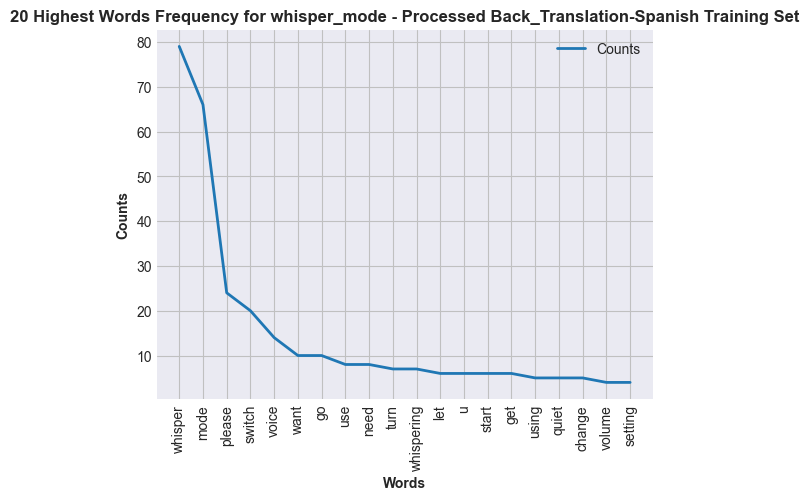 20 Highest Words Frequency for whisper_mode - Processed Back_Translation-Spanish Training Set
Counts
Counts
80
70
60
50
40
30
20
10
whisper
mode
please
switch
voice
want
go
use
need
turn
whispering
let
u
start
get
using
quiet
change
volume
setting
Words